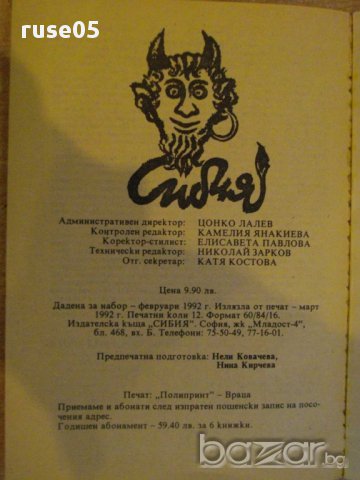 ruse05
Сибия
Административен директор: ЦОНКО ЛАЛЕВ
Контролен редактор: КАМЕЛИЯ ЯНАКИЕВА
Коректор-стилист: ЕЛИСАВЕТА ПАВЛОВА
Технически редактор: НИКОЛАЙ ЗАРКОВ
Отг. секретар: КАТЯ КОСТОВА
Цена 9.90 лв.
Дадена за набор – февруари 1992 г. Излязла от печат – март
1992 г. Печатни коли 12. Формат 60/84/16.
Издателска къща „СИБИЯ". София, жк „Младост-4",
бл. 468, вх. Б. Телефони: 75-50-49, 77-16-01.
Предпечатна подготовка: Нели Ковачева,
Нина Кирчева
Печат: „Полипринт" – Враца
Приемаме и абонати след изпратен пощенски запис на посо-
чения адрес.
Годишен абонамент – 59.40 лв. за 6 книжки.
bazar.bg